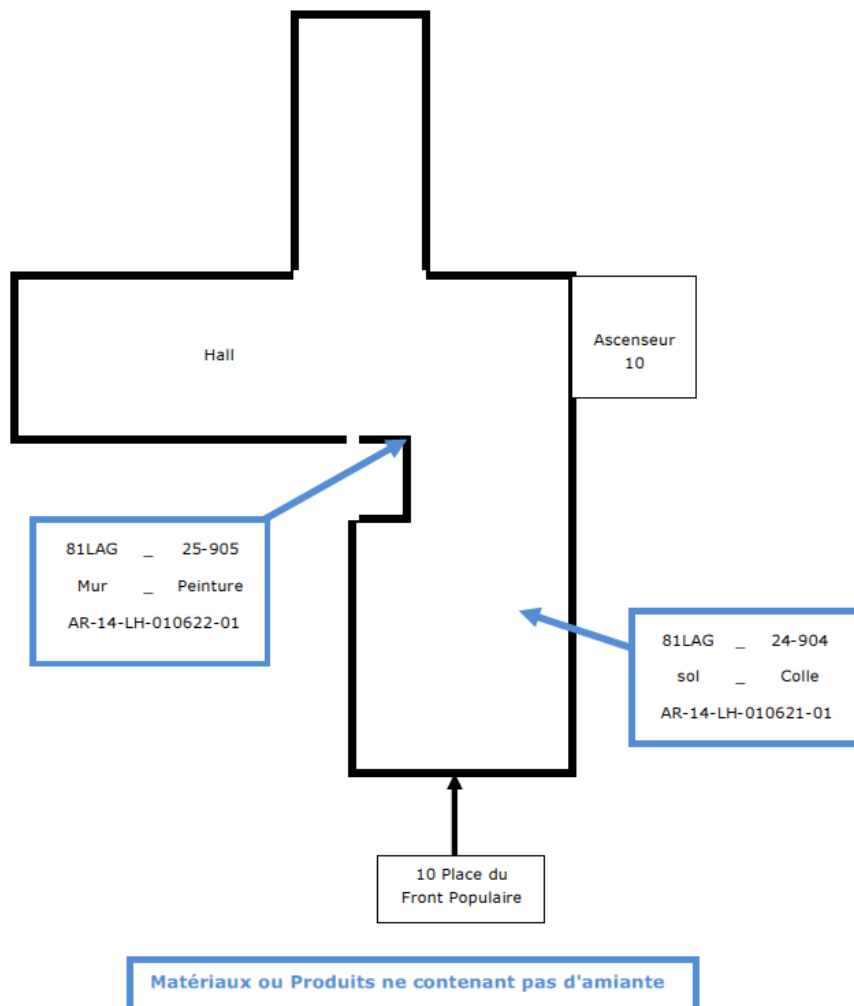 Hall
Ascenseur
10
81LAG _ 25-905
Mur _ Peinture
AR-14-LH-010622-01
81LAG _ 24-904
sol _ Colle
AR-14-LH-010621-01
10 Place du
Front Populaire
Matériaux ou Produits ne contenant pas d'amiante